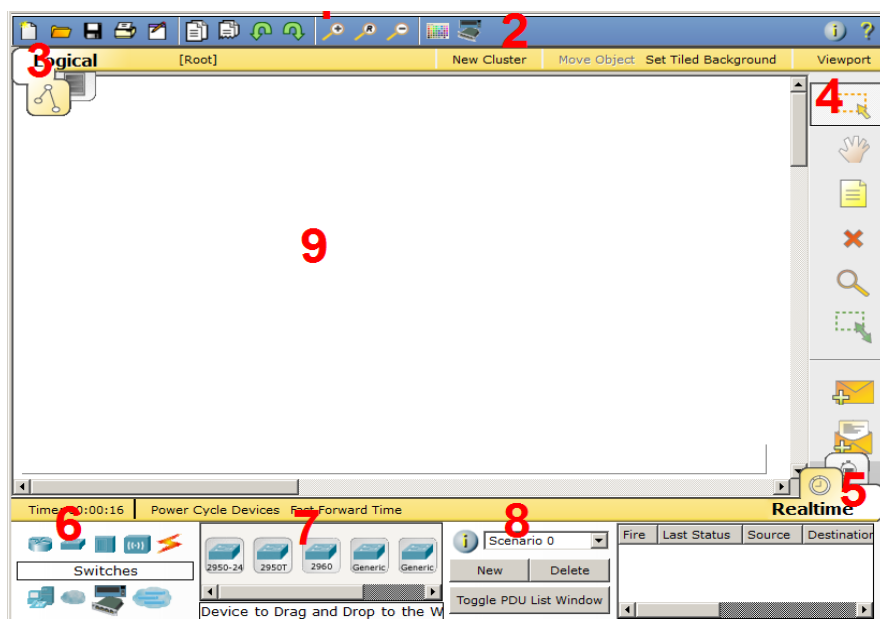 2
3 Logical [Root] New Cluster Move Object Set Tiled Background Viewport
4
9
5
Time: 00:00:16 Power Cycle Devices Fast Forward Time Realtime
6 7 8
Scenario 0 Fire Last Status Source Destination
2950-24 2950T 2960 Generic Generic
Switches New Delete
Toggle PDU List Window
Device to Drag and Drop to the W